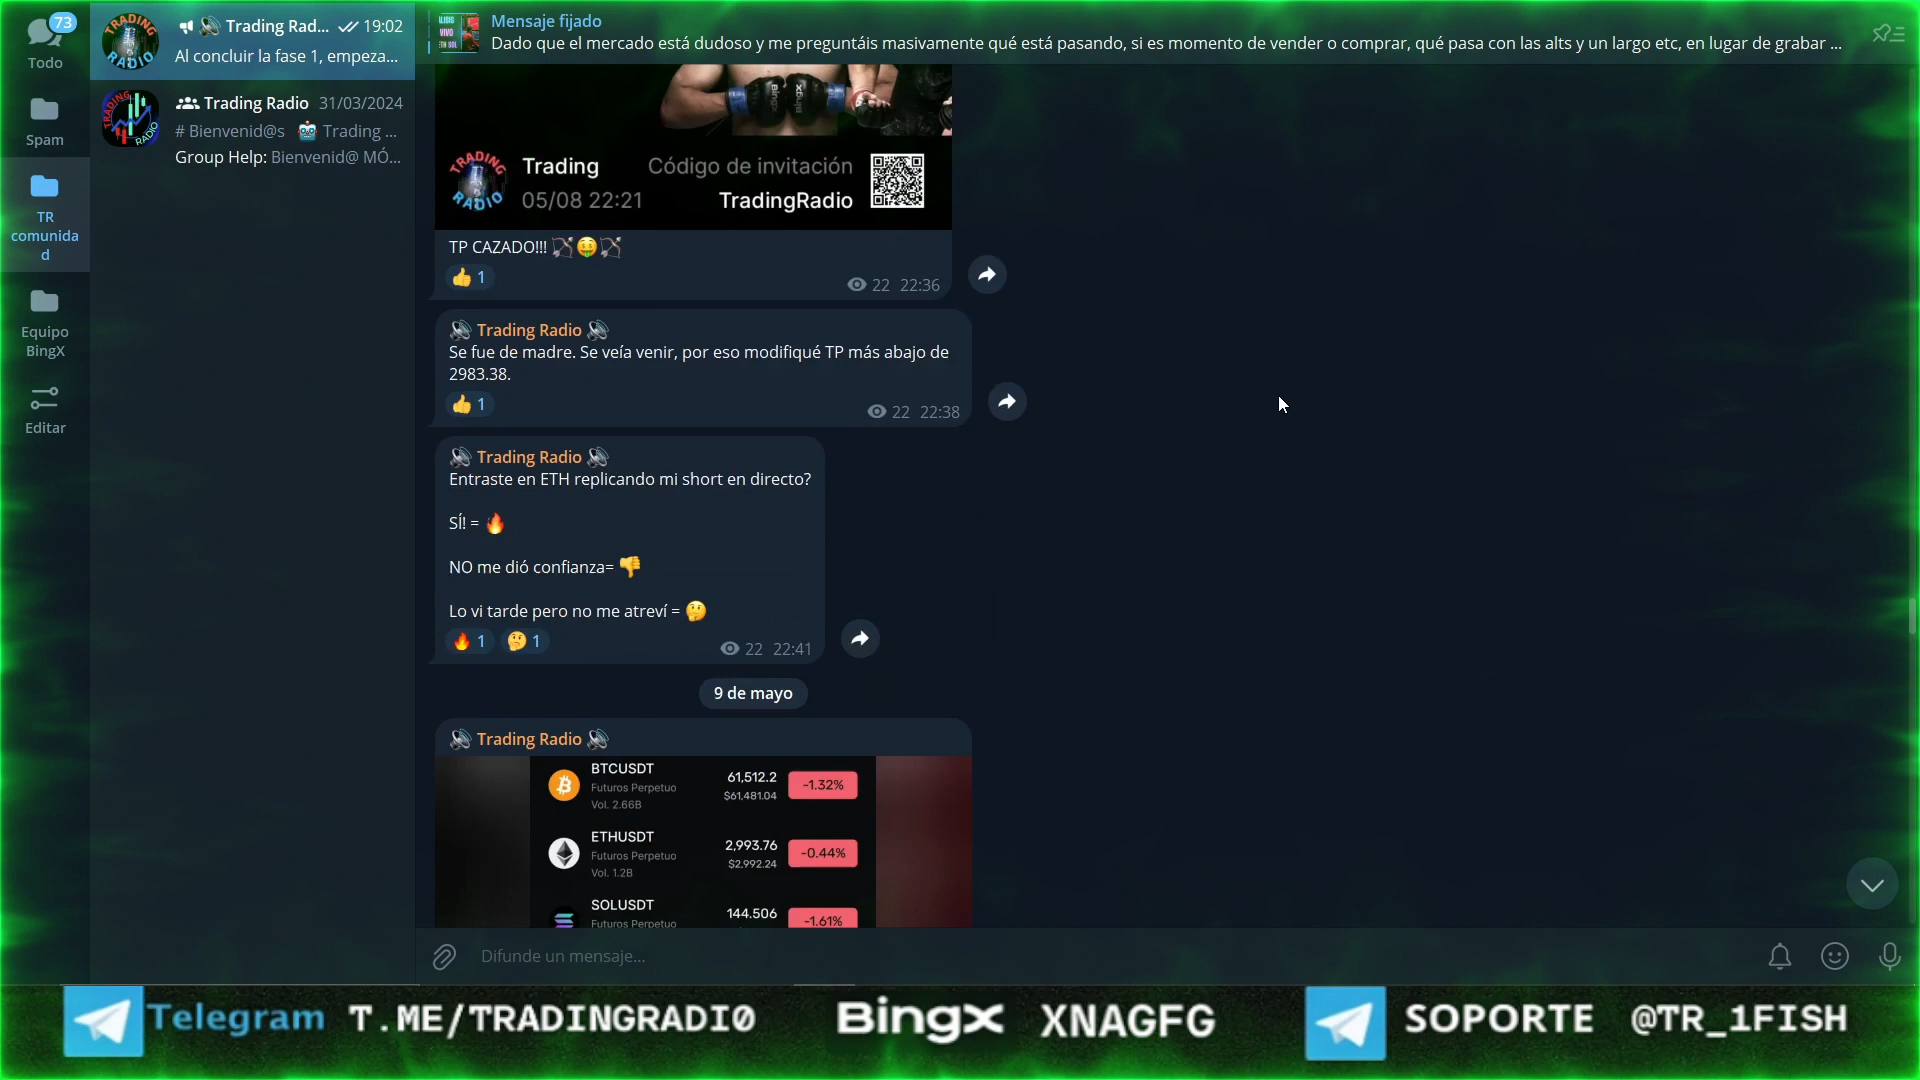 73
Todo
Spam
TR
comunida
d
Equipo
BingX
Editar
Trading Rad... 19:02
Al concluir la fase 1, empeza...
Trading Radio 31/03/2024
# Bienvenid@s 🤖 Trading ...
Group Help: Bienvenid@ MÓ...
Mensaje fijado
Dado que el mercado está dudoso y me preguntáis masivamente qué está pasando, si es momento de vender o comprar, qué pasa con las alts y un largo etc, en lugar de grabar ...
BingX BingX
TRADING RADIO
Trading Código de invitación
05/08 22:21 TradingRadio
TP CAZADO!!! 🏹🤑🏹
👍 1 22 22:36
🔊 Trading Radio 🔊
Se fue de madre. Se veía venir, por eso modifiqué TP más abajo de
2983.38.
👍 1 22 22:38
🔊 Trading Radio 🔊
Entraste en ETH replicando mi short en directo?
SÍ! = 🔥
NO me dió confianza= 👎
Lo vi tarde pero no me atreví = 🤔
🔥 1 🤔 1 22 22:41
9 de mayo
🔊 Trading Radio 🔊
BTCUSDT 61,512.2 -1.32%
Futuros Perpetuo $61,481.04
Vol. 2.66B
ETHUSDT 2,993.76 -0.44%
Futuros Perpetuo $2,992.24
Vol. 1.2B
SOLUSDT 144.506 -1.61%
Futuros Perpetuo
Difunde un mensaje...
Telegram T.ME/TRADINGRADI0 BingX XNAGFG SOPORTE @TR_1FISH